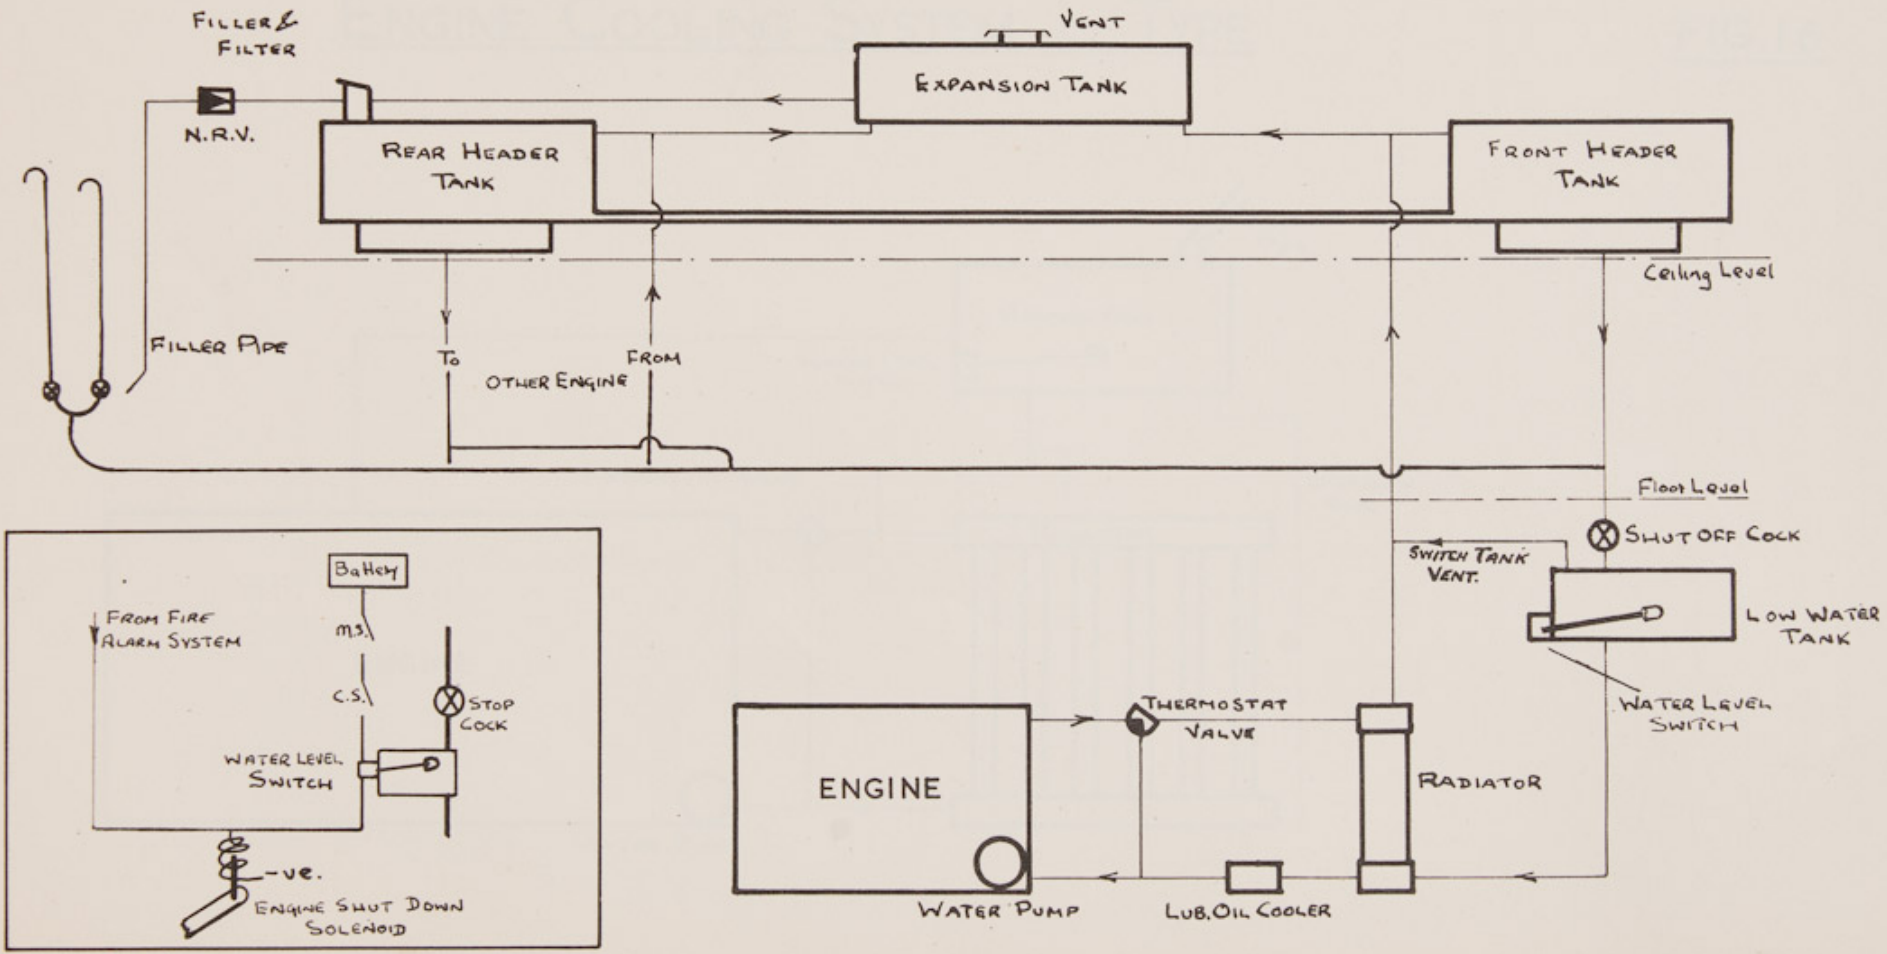 FILLER &
FILTER
VENT
EXPANSION TANK
N.R.V.
REAR HEADER
TANK
FRONT HEADER
TANK
Ceiling Level
FILLER PIPE
TO
FROM
OTHER ENGINE
Floor Level
SHUT OFF COCK
SWITCH TANK
VENT.
LOW WATER
TANK
WATER LEVEL
SWITCH
Battery
FROM FIRE
ALARM SYSTEM
M.S.
C.S.
STOP
COCK
WATER LEVEL
SWITCH
-ve.
ENGINE SHUT DOWN
SOLENOID
THERMOSTAT
VALVE
ENGINE
RADIATOR
WATER PUMP
LUB. OIL COOLER